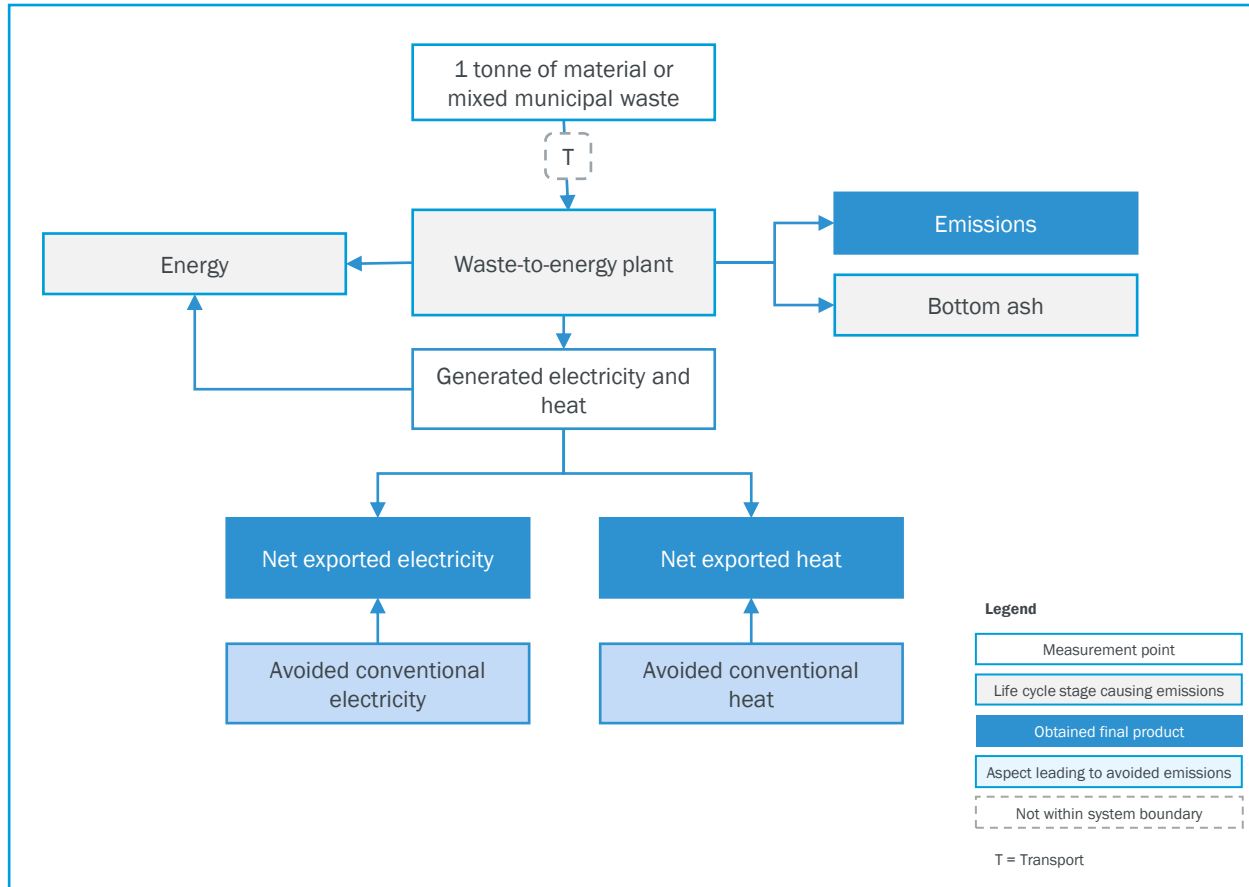 1 tonne of material or
mixed municipal waste
T
Emissions
Energy
Waste-to-energy plant
Bottom ash
Generated electricity and
heat
Net exported electricity
Net exported heat
Avoided conventional
electricity
Avoided conventional
heat
Legend
Measurement point
Life cycle stage causing emissions
Obtained final product
Aspect leading to avoided emissions
Not within system boundary
T = Transport